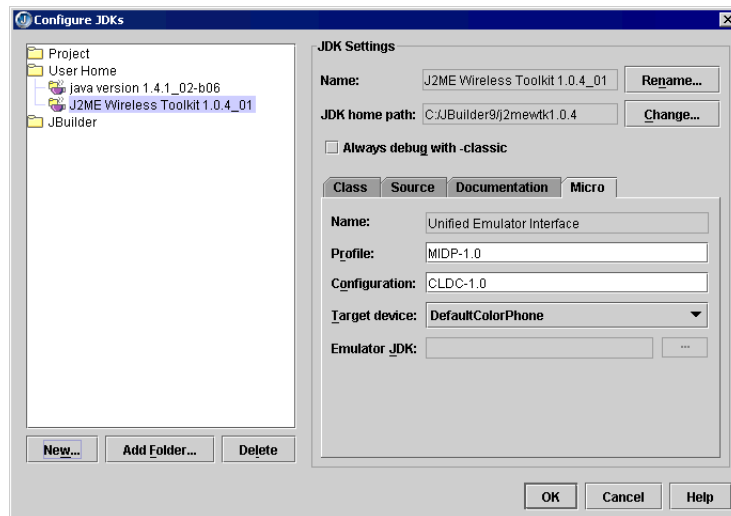 Configure JDKs
Project
User Home
java version 1.4.1_02-b06
J2ME Wireless Toolkit 1.0.4_01
JBuilder
New...
Add Folder...
Delete
JDK Settings
Name: J2ME Wireless Toolkit 1.0.4_01 Rename...
JDK home path: C:/JBuilder9/j2mewtk1.0.4 Change...
Always debug with -classic
Class Source Documentation Micro
Name: Unified Emulator Interface
Profile: MIDP-1.0
Configuration: CLDC-1.0
Target device: DefaultColorPhone
Emulator JDK: ...
OK Cancel Help